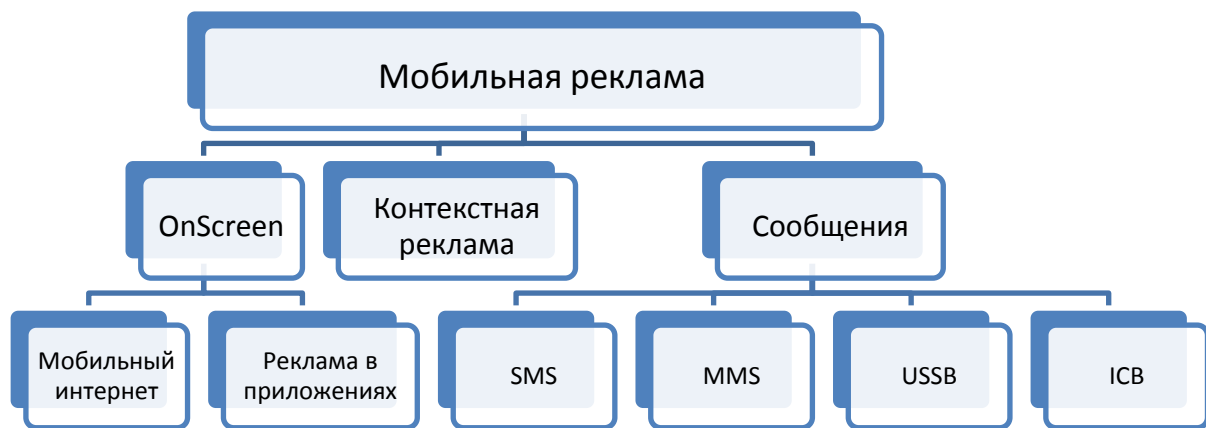 Мобильная реклама
OnScreen
Контекстная
реклама
Сообщения
Мобильный
интернет
Реклама в
приложениях
SMS
MMS
USSB
ICB